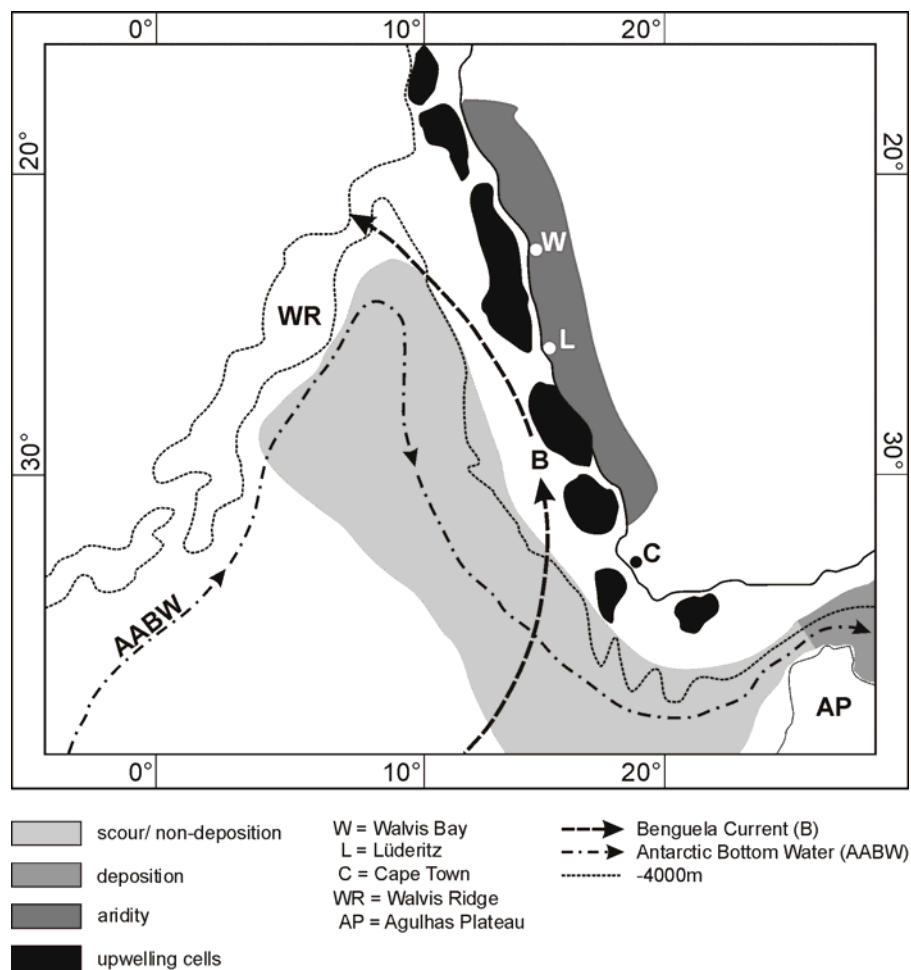 0° 10° 20°
20° 20°
W
WR
L
30° B 30°
C
AABW
AP
0° 10° 20°
scour/ non-deposition
deposition
aridity
upwelling cells
W = Walvis Bay
L = Lüderitz
C = Cape Town
WR = Walvis Ridge
AP = Agulhas Plateau
Benguela Current (B)
Antarctic Bottom Water (AABW)
-4000m